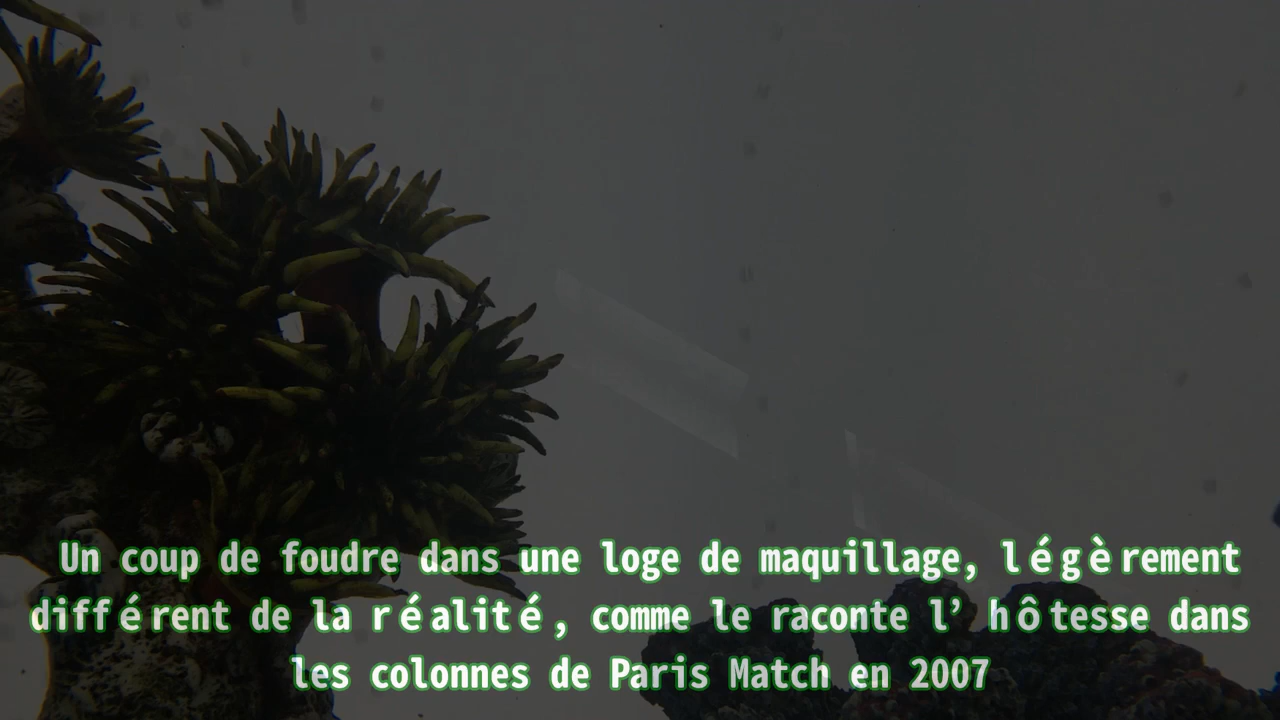 Un coup de foudre dans une loge de maquillage, légèrement
différent de la réalité, comme le raconte l’ hôtesse dans
les colonnes de Paris Match en 2007